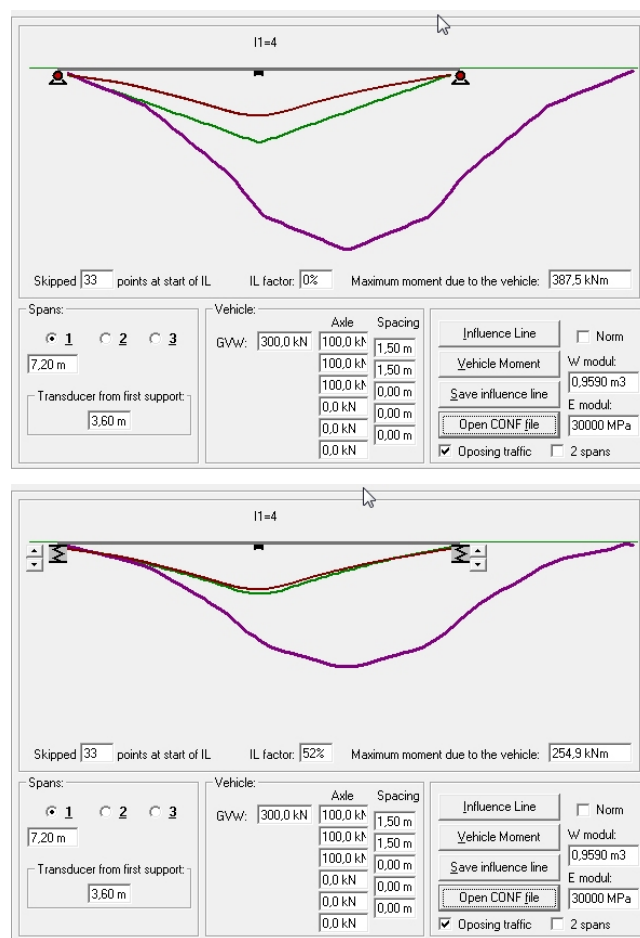 l1=4
Skipped 33 points at start of IL IL factor: 0% Maximum moment due to the vehicle: 387,5 kNm
Spans:
1 2 3
7,20 m
Transducer from first support:
3,60 m
Vehicle:
Axle Spacing
GVW: 300,0 kN 100,0 kN 1,50 m
100,0 kN 1,50 m
100,0 kN 0,00 m
0,0 kN 0,00 m
0,0 kN 0,00 m
0,0 kN
Influence Line Norm
Vehicle Moment W modul:
0,9590 m3
Save influence line
E modul:
Open CONF file 30000 MPa
Oposing traffic 2 spans
l1=4
Skipped 33 points at start of IL IL factor: 52% Maximum moment due to the vehicle: 254,9 kNm
Spans:
1 2 3
7,20 m
Transducer from first support:
3,60 m
Vehicle:
Axle Spacing
GVW: 300,0 kN 100,0 kN 1,50 m
100,0 kN 1,50 m
100,0 kN 0,00 m
0,0 kN 0,00 m
0,0 kN 0,00 m
0,0 kN
Influence Line Norm
Vehicle Moment W modul:
0,9590 m3
Save influence line
E modul:
Open CONF file 30000 MPa
Oposing traffic 2 spans